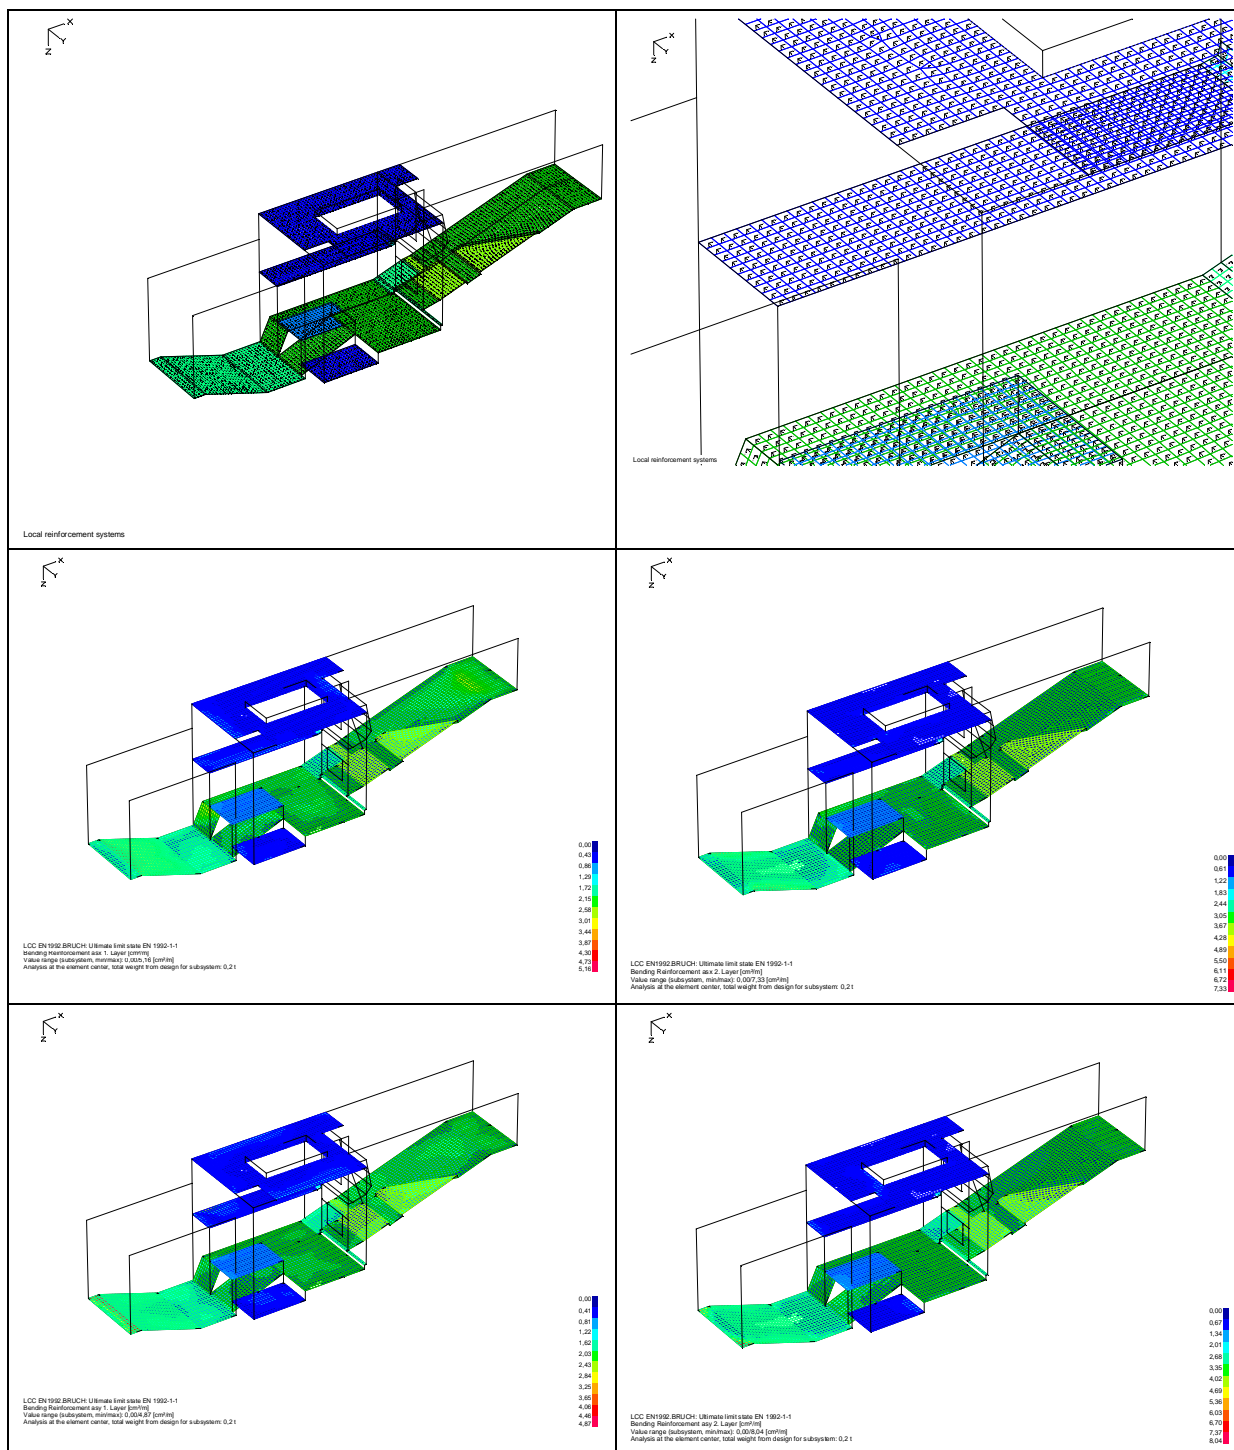 X
Y
Z
Local reinforcement systems
X
Y
Z
Local reinforcement systems
X
Y
Z
0,00
0,43
0,86
1,29
1,72
2,15
2,58
3,01
3,44
3,87
4,30
4,73
5,16
LCC EN1992.BRUCH: Ultimate limit state EN 1992-1-1
Bending Reinforcement asx 1. Layer [cm²/m]
Value range (subsystem, min/max): 0,00/5,16 [cm²/m]
Analysis at the element center, total weight from design for subsystem: 0,2 t
X
Y
Z
0,00
0,61
1,22
1,83
2,44
3,05
3,67
4,28
4,89
5,50
6,11
6,72
7,33
LCC EN1992.BRUCH: Ultimate limit state EN 1992-1-1
Bending Reinforcement asx 2. Layer [cm²/m]
Value range (subsystem, min/max): 0,00/7,33 [cm²/m]
Analysis at the element center, total weight from design for subsystem: 0,2 t
X
Y
Z
0,00
0,41
0,81
1,22
1,62
2,03
2,43
2,84
3,25
3,65
4,06
4,46
4,87
LCC EN1992.BRUCH: Ultimate limit state EN 1992-1-1
Bending Reinforcement asy 1. Layer [cm²/m]
Value range (subsystem, min/max): 0,00/4,87 [cm²/m]
Analysis at the element center, total weight from design for subsystem: 0,2 t
X
Y
Z
0,00
0,67
1,34
2,01
2,68
3,35
4,02
4,69
5,36
6,03
6,70
7,37
8,04
LCC EN1992.BRUCH: Ultimate limit state EN 1992-1-1
Bending Reinforcement asy 2. Layer [cm²/m]
Value range (subsystem, min/max): 0,00/8,04 [cm²/m]
Analysis at the element center, total weight from design for subsystem: 0,2 t